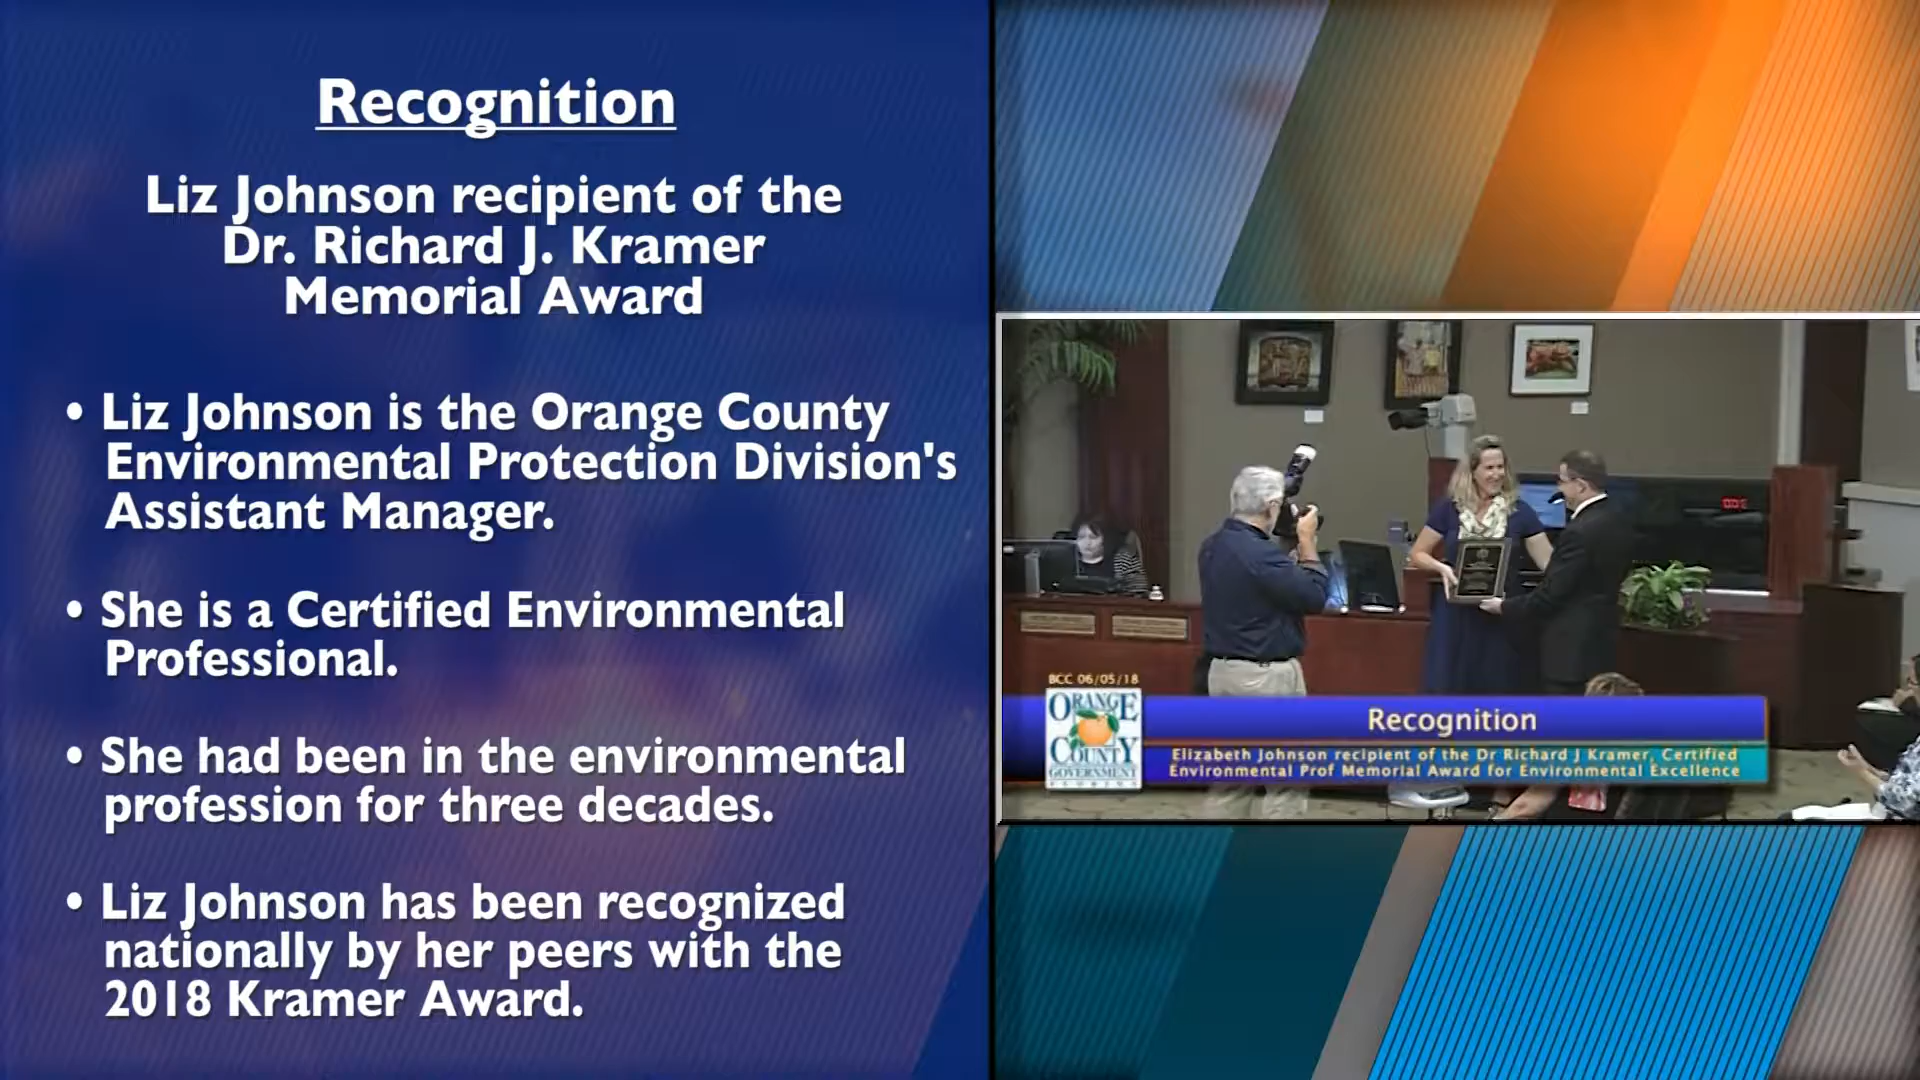 Recognition
Liz Johnson recipient of the
Dr. Richard J. Kramer
Memorial Award
• Liz Johnson is the Orange County
Environmental Protection Division's
Assistant Manager.
• She is a Certified Environmental
Professional.
• She had been in the environmental
profession for three decades.
• Liz Johnson has been recognized
nationally by her peers with the
2018 Kramer Award.
BCC 06/05/18
ORANGE
COUNTY
GOVERNMENT
FLORIDA
Recognition
Elizabeth Johnson recipient of the Dr Richard J Kramer, Certified
Environmental Prof Memorial Award for Environmental Excellence